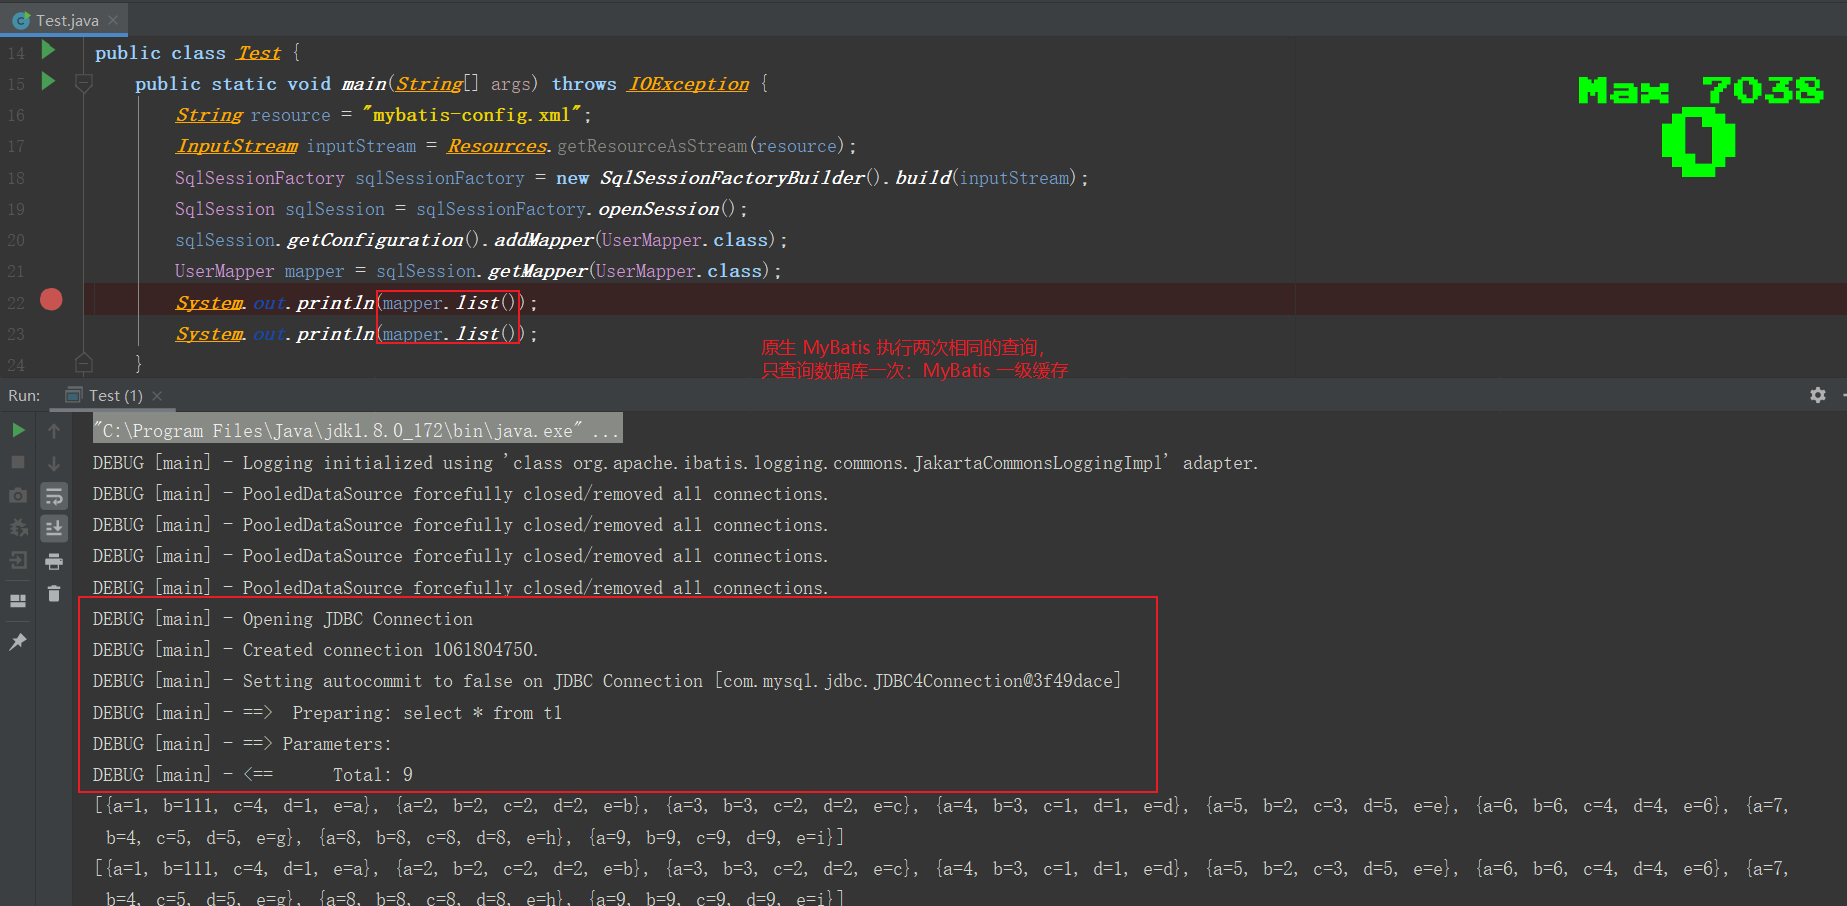 Test.java
14 public class Test {
15 public static void main(String[] args) throws IOException {
16 String resource = "mybatis-config.xml";
17 InputStream inputStream = Resources.getResourceAsStream(resource);
18 SqlSessionFactory sqlSessionFactory = new SqlSessionFactoryBuilder().build(inputStream);
19 SqlSession sqlSession = sqlSessionFactory.openSession();
20 sqlSession.getConfiguration().addMapper(UserMapper.class);
21 UserMapper mapper = sqlSession.getMapper(UserMapper.class);
22 System.out.println(mapper.list());
23 System.out.println(mapper.list());
24 }
Max 7038
0
原生 MyBatis 执行两次相同的查询，
只查询数据库一次：MyBatis 一级缓存
Run: Test (1)
"C:\Program Files\Java\jdk1.8.0_172\bin\java.exe" ...
DEBUG [main] - Logging initialized using 'class org.apache.ibatis.logging.commons.JakartaCommonsLoggingImpl' adapter.
DEBUG [main] - PooledDataSource forcefully closed/removed all connections.
DEBUG [main] - PooledDataSource forcefully closed/removed all connections.
DEBUG [main] - PooledDataSource forcefully closed/removed all connections.
DEBUG [main] - PooledDataSource forcefully closed/removed all connections.
DEBUG [main] - Opening JDBC Connection
DEBUG [main] - Created connection 1061804750.
DEBUG [main] - Setting autocommit to false on JDBC Connection [com.mysql.jdbc.JDBC4Connection@3f49dace]
DEBUG [main] - ==>  Preparing: select * from t1
DEBUG [main] - ==> Parameters:
DEBUG [main] - <==      Total: 9
[{a=1, b=111, c=4, d=1, e=a}, {a=2, b=2, c=2, d=2, e=b}, {a=3, b=3, c=2, d=2, e=c}, {a=4, b=3, c=1, d=1, e=d}, {a=5, b=2, c=3, d=5, e=e}, {a=6, b=6, c=4, d=4, e=6}, {a=7,
b=4, c=5, d=5, e=g}, {a=8, b=8, c=8, d=8, e=h}, {a=9, b=9, c=9, d=9, e=i}]
[{a=1, b=111, c=4, d=1, e=a}, {a=2, b=2, c=2, d=2, e=b}, {a=3, b=3, c=2, d=2, e=c}, {a=4, b=3, c=1, d=1, e=d}, {a=5, b=2, c=3, d=5, e=e}, {a=6, b=6, c=4, d=4, e=6}, {a=7,
b=4, c=5, d=5, e=g}, {a=8, b=8, c=8, d=8, e=h}, {a=9, b=9, c=9, d=9, e=i}]